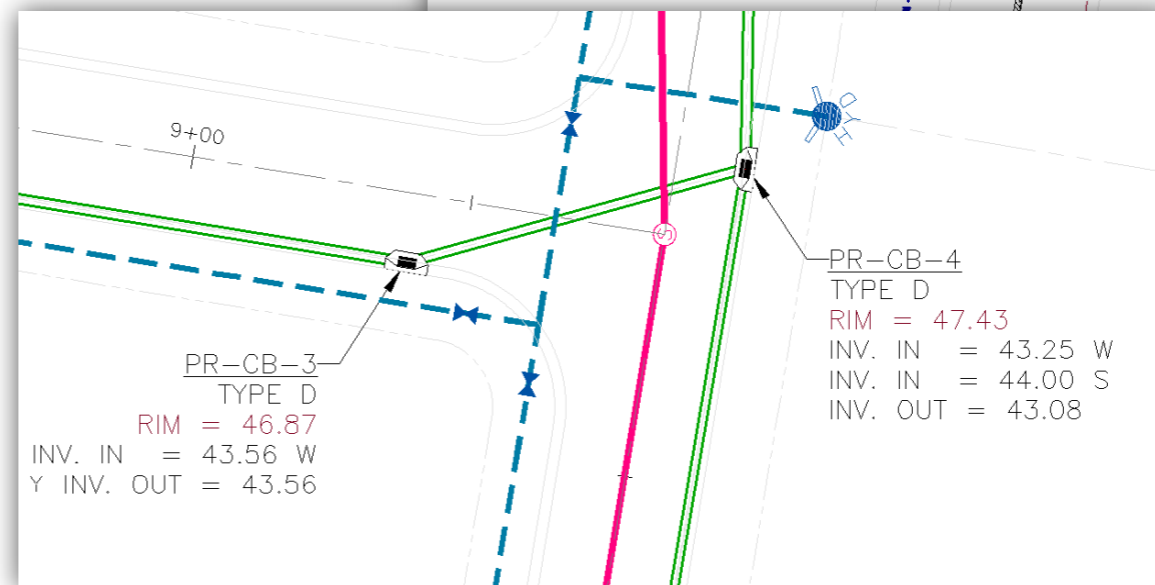 9+00
HYD
S
PR-CB-4
TYPE D
RIM = 47.43
INV. IN = 43.25 W
INV. IN = 44.00 S
INV. OUT = 43.08
PR-CB-3
TYPE D
RIM = 46.87
INV. IN = 43.56 W
Y INV. OUT = 43.56